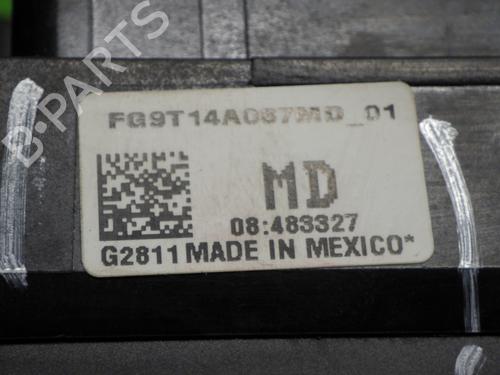 FG9T14A067MD_01
MD
08:483327
G2811 MADE IN MEXICO*
B-PARTS